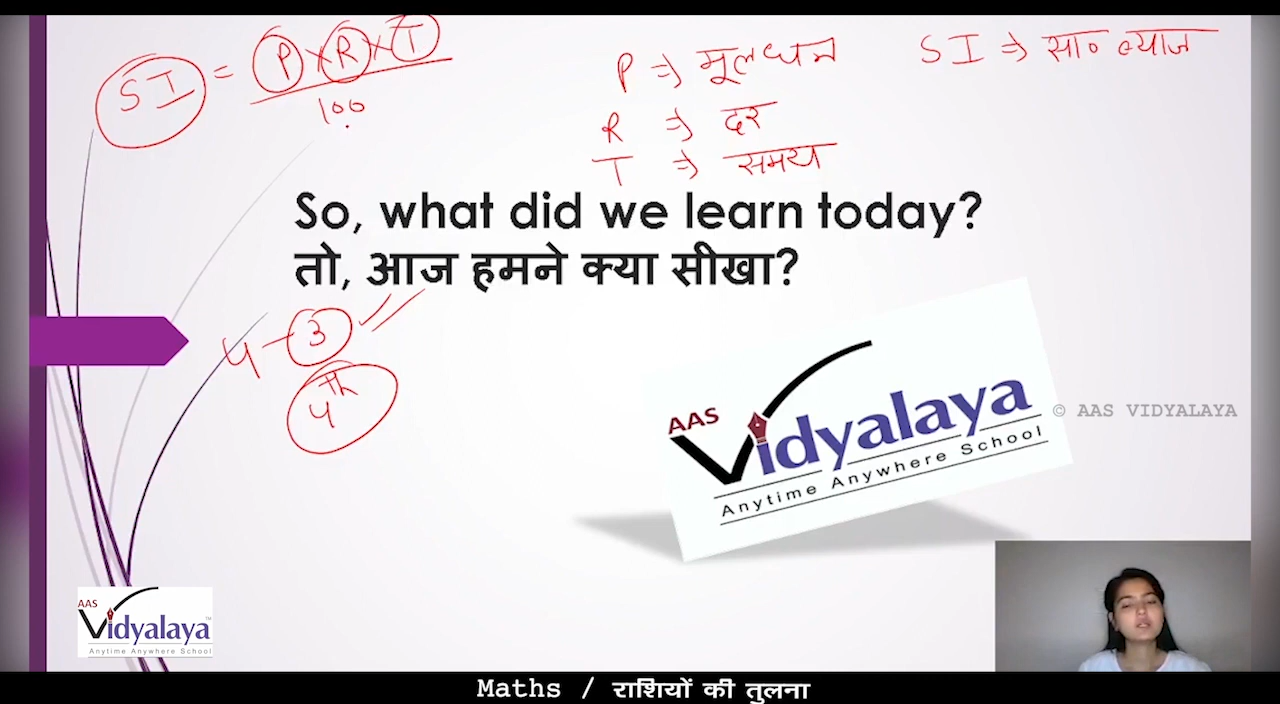 SI = P×R×T
100
P ⇒ मूलधन
SI ⇒ सा० ब्याज
R ⇒ दर
T ⇒ समय
So, what did we learn today?
तो, आज हमने क्या सीखा?
4 - 3
AAS
Vidyalaya
Anytime Anywhere School
© AAS VIDYALAYA
AAS
Vidyalaya
Anytime Anywhere School
Maths / राशियों की तुलना